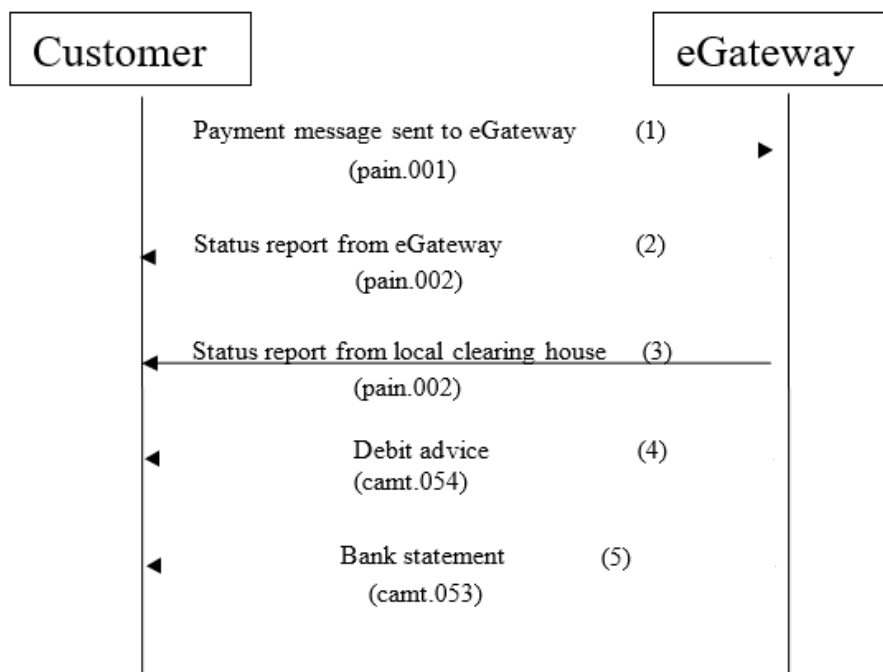 Customer
eGateway
Payment message sent to eGateway (1)
(pain.001)
Status report from eGateway (2)
(pain.002)
Status report from local clearing house (3)
(pain.002)
Debit advice (4)
(camt.054)
Bank statement (5)
(camt.053)